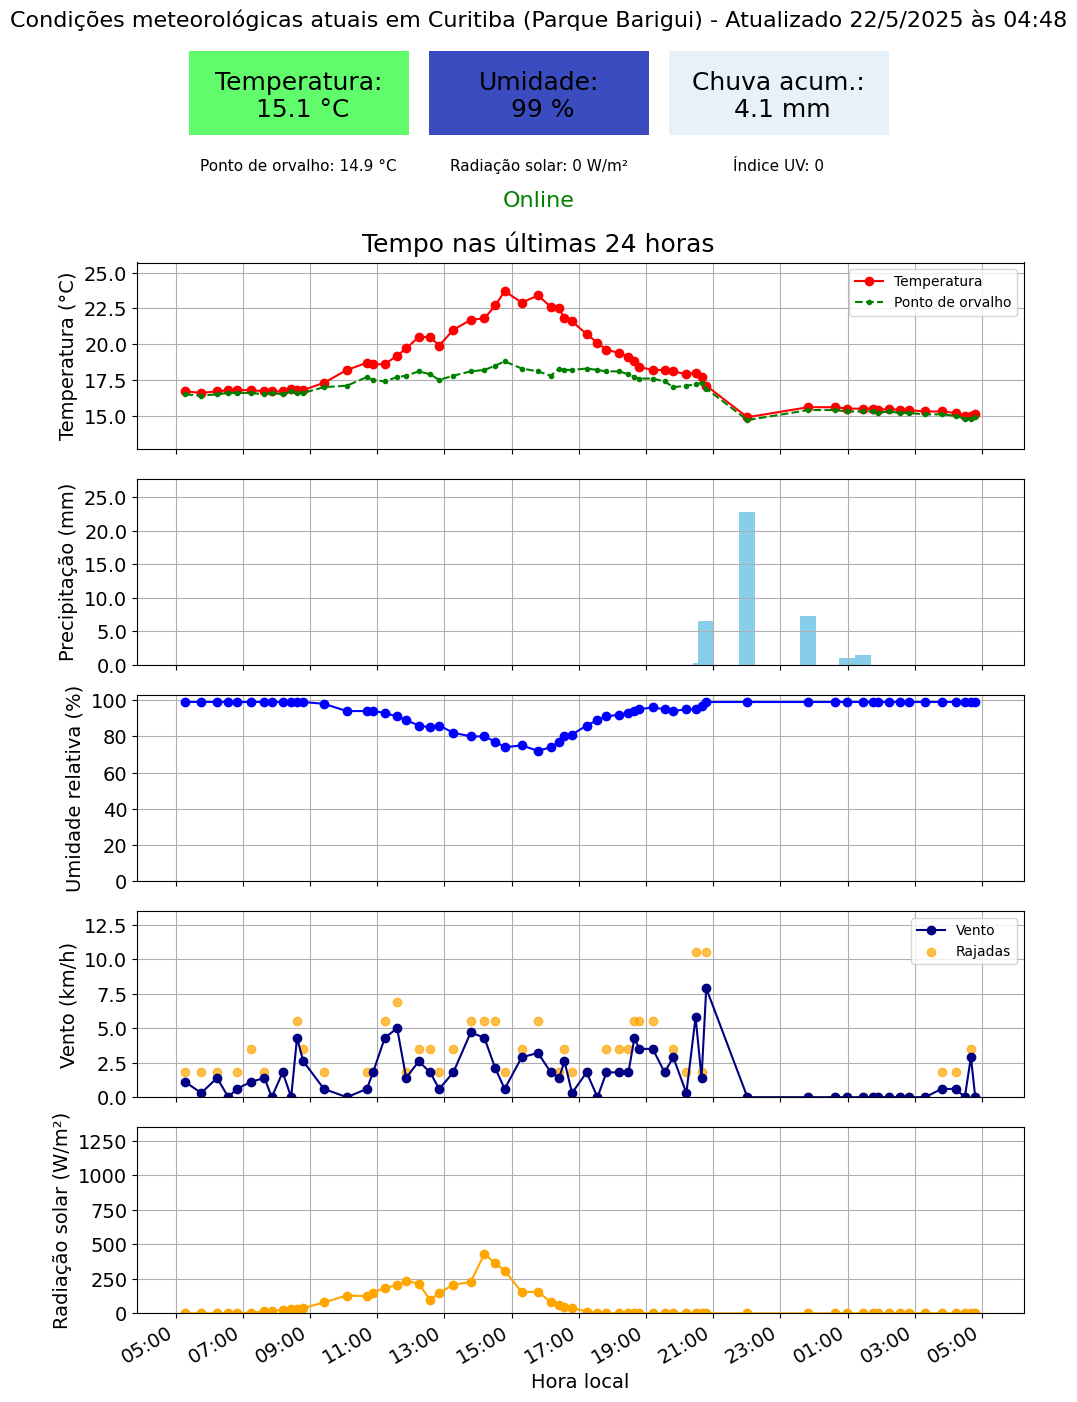 Condições meteorológicas atuais em Curitiba (Parque Barigui) - Atualizado 22/5/2025 às 04:48
Temperatura:
15.1 °C
Umidade:
99 %
Chuva acum.:
4.1 mm
Ponto de orvalho: 14.9 °C
Radiação solar: 0 W/m²
Índice UV: 0
Online
Tempo nas últimas 24 horas
Temperatura (°C)
25.0
22.5
20.0
17.5
15.0
Temperatura
Ponto de orvalho
Precipitação (mm)
25.0
20.0
15.0
10.0
5.0
0.0
Umidade relativa (%)
100
80
60
40
20
0
Vento (km/h)
12.5
10.0
7.5
5.0
2.5
0.0
Vento
Rajadas
Radiação solar (W/m²)
1250
1000
750
500
250
0
05:00
07:00
09:00
11:00
13:00
15:00
17:00
19:00
21:00
23:00
01:00
03:00
05:00
Hora local